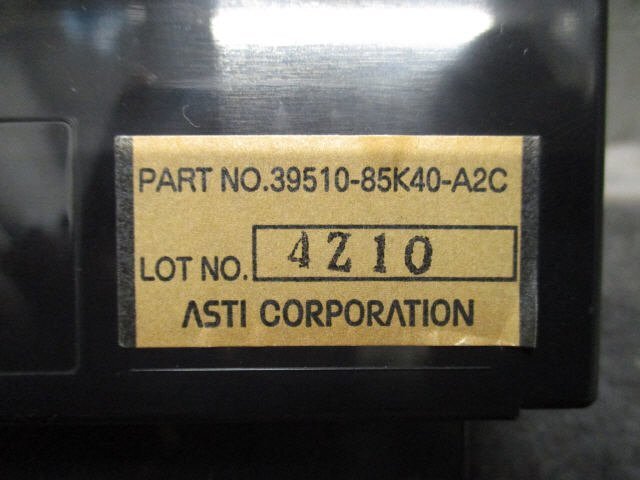 PART NO.39510-85K40-A2C
LOT NO. 4Z10
ASTI CORPORATION